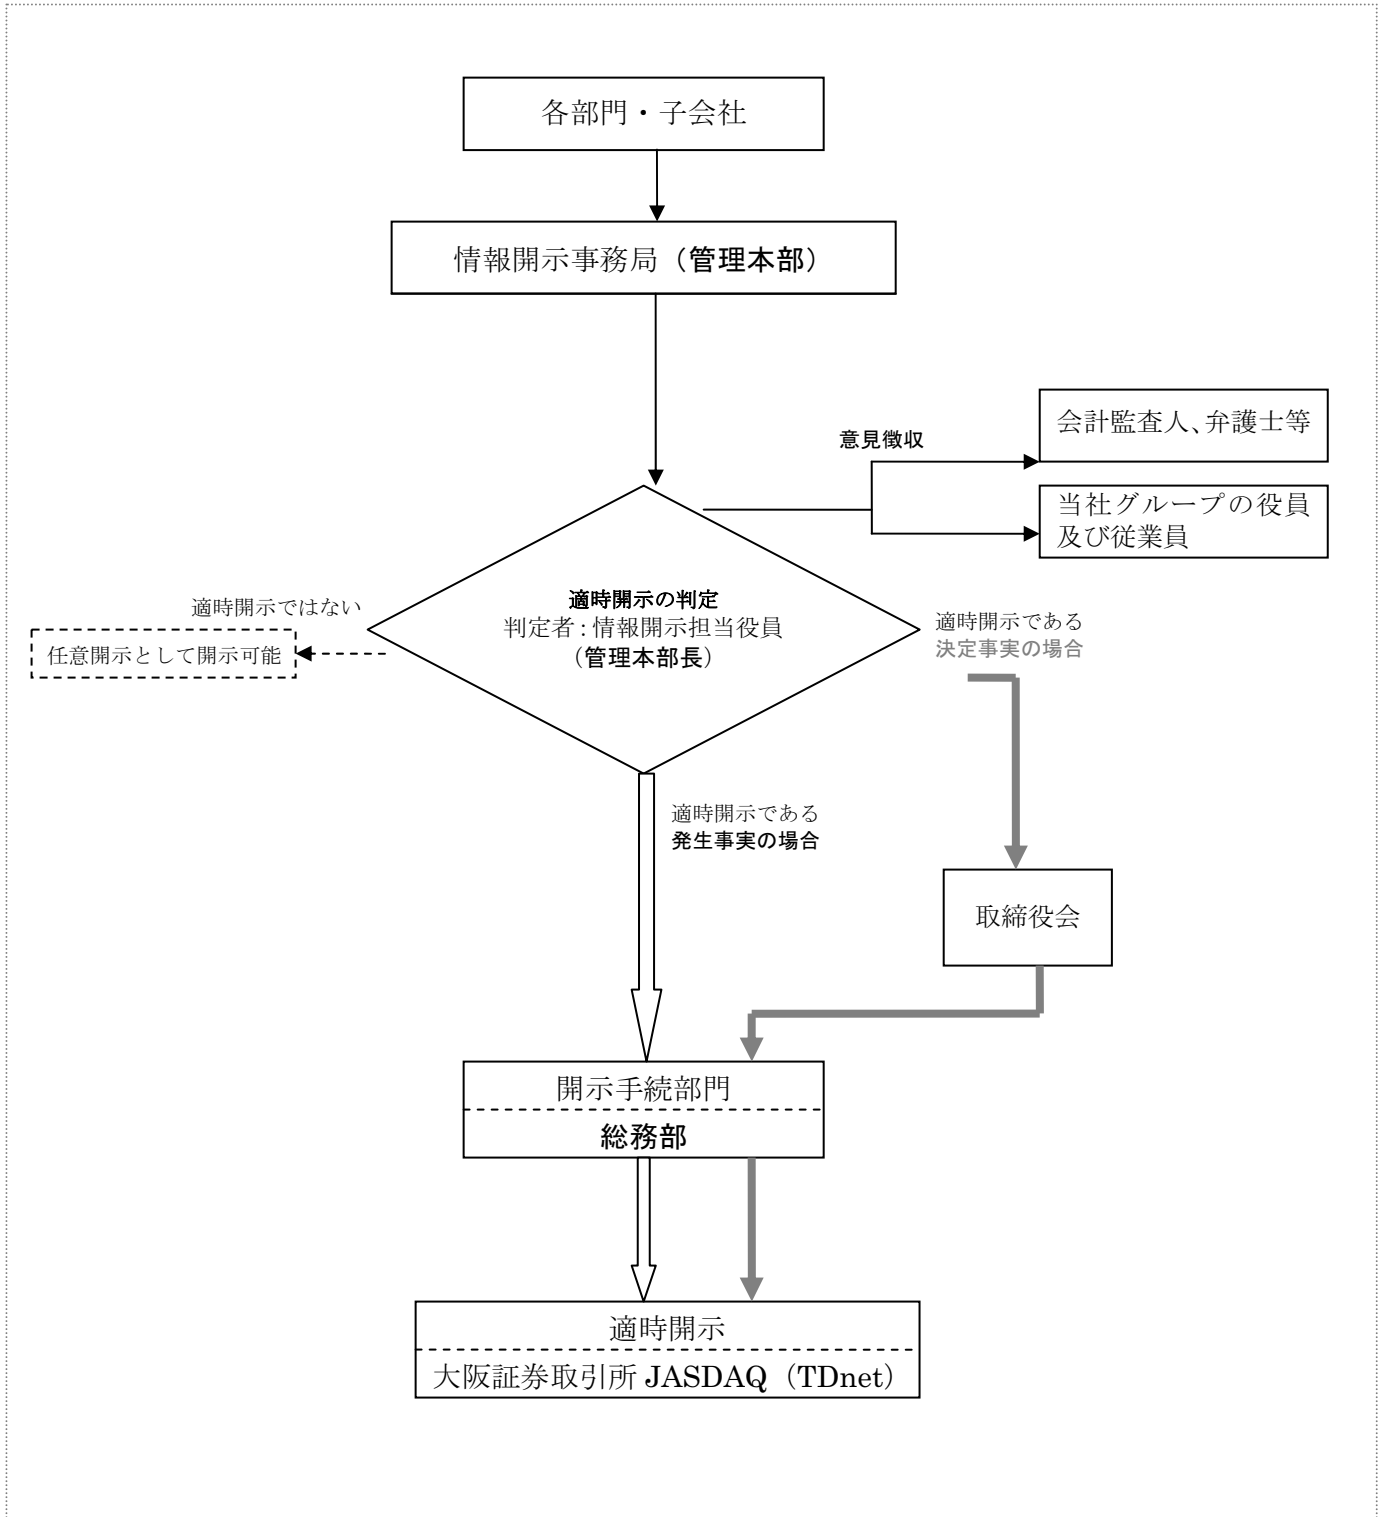 各部門・子会社
情報開示事務局（管理本部）
意見徴収
会計監査人、弁護士等
当社グループの役員
及び従業員
適時開示の判定
判定者：情報開示担当役員
（管理本部長）
適時開示ではない
任意開示として開示可能
適時開示である
決定事実の場合
適時開示である
発生事実の場合
取締役会
開示手続部門
総務部
適時開示
大阪証券取引所 JASDAQ（TDnet）